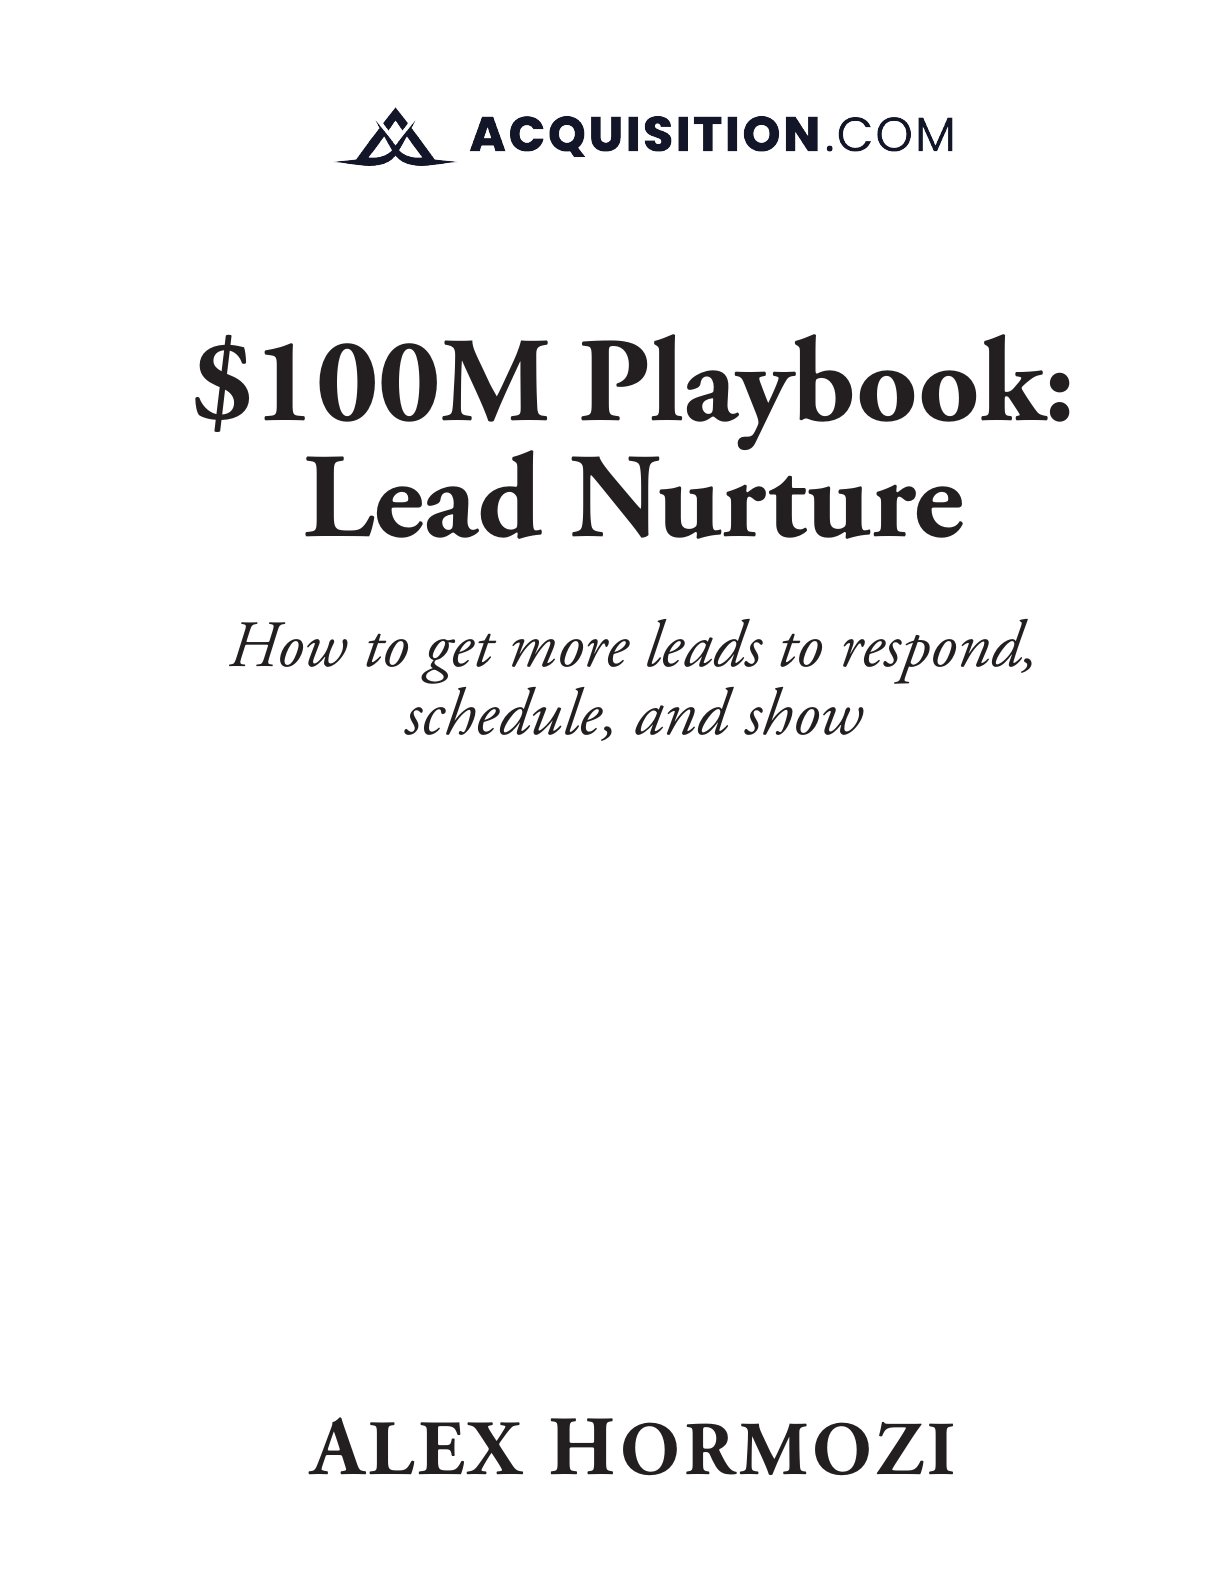 ACQUISITION.COM
$100M Playbook:
Lead Nurture
How to get more leads to respond,
schedule, and show
ALEX HORMOZI